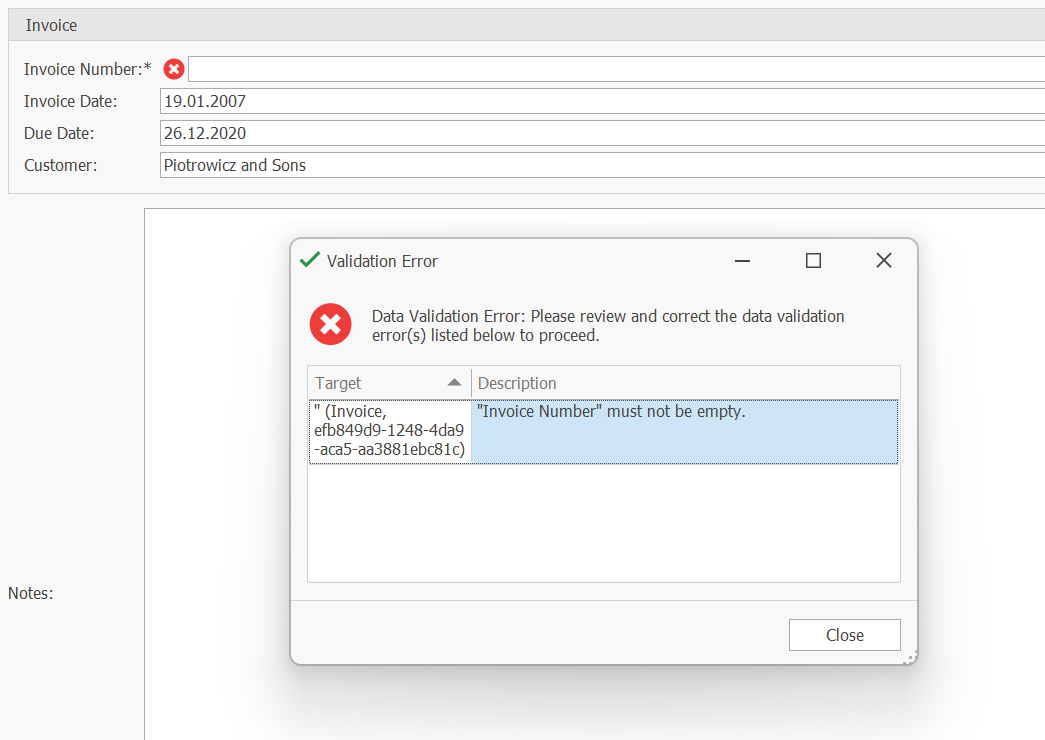 Invoice
Invoice Number:*
Invoice Date: 19.01.2007
Due Date: 26.12.2020
Customer: Piotrowicz and Sons
Validation Error
Data Validation Error: Please review and correct the data validation
error(s) listed below to proceed.
Target Description
" (Invoice, "Invoice Number" must not be empty.
efb849d9-1248-4da9
-aca5-aa3881ebc81c)
Notes:
Close